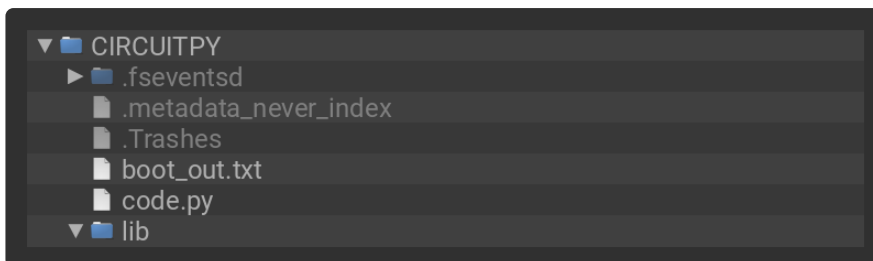 CIRCUITPY
.fseventsd
.metadata_never_index
.Trashes
boot_out.txt
code.py
lib